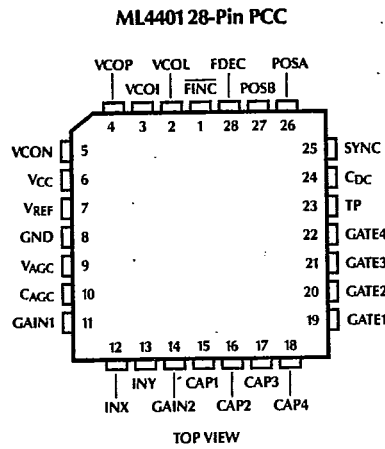 ML4401 28-Pin PCC
VCOP VCOL FDEC POSA
VCOI FINC POSB
4 3 2 1 28 27 26
VCON 5 25 SYNC
VCC 6 24 CDC
VREF 7 23 TP
GND 8 22 GATE4
VAGC 9 21 GATE3
CAGC 10 20 GATE2
GAIN1 11 19 GATE1
12 13 14 15 16 17 18
INY CAP1 CAP3
INX GAIN2 CAP2 CAP4
TOP VIEW